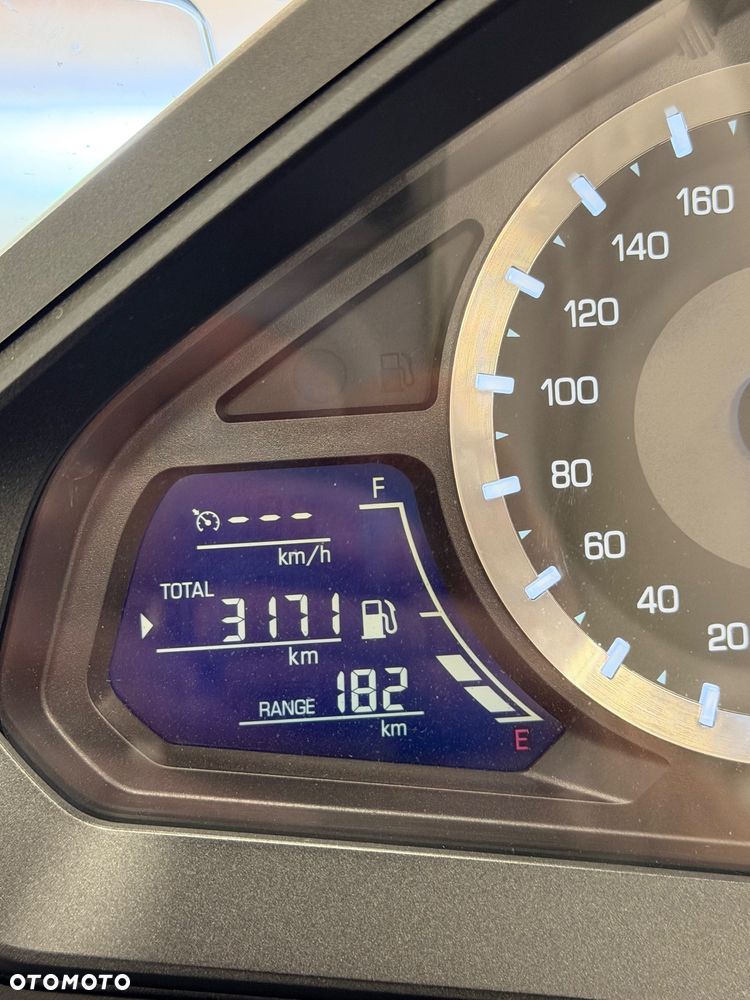 160
140
120
100
80
60
40
20
F
---
km/h
TOTAL
3171
km
RANGE 182
km
E
OTOMOTO